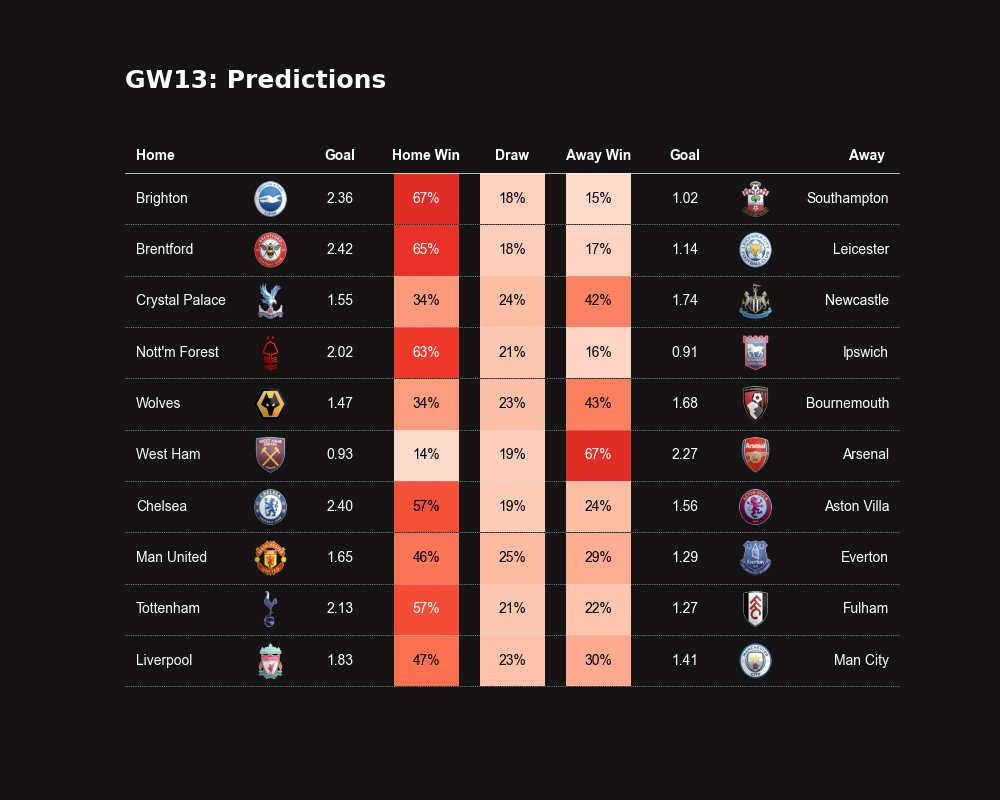 GW13: Predictions
Home Goal Home Win Draw Away Win Goal Away
Brighton 2.36 67% 18% 15% 1.02 Southampton
Brentford 2.42 65% 18% 17% 1.14 Leicester
Crystal Palace 1.55 34% 24% 42% 1.74 Newcastle
Nott'm Forest 2.02 63% 21% 16% 0.91 Ipswich
Wolves 1.47 34% 23% 43% 1.68 Bournemouth
West Ham 0.93 14% 19% 67% 2.27 Arsenal
Chelsea 2.40 57% 19% 24% 1.56 Aston Villa
Man United 1.65 46% 25% 29% 1.29 Everton
Tottenham 2.13 57% 21% 22% 1.27 Fulham
Liverpool 1.83 47% 23% 30% 1.41 Man City